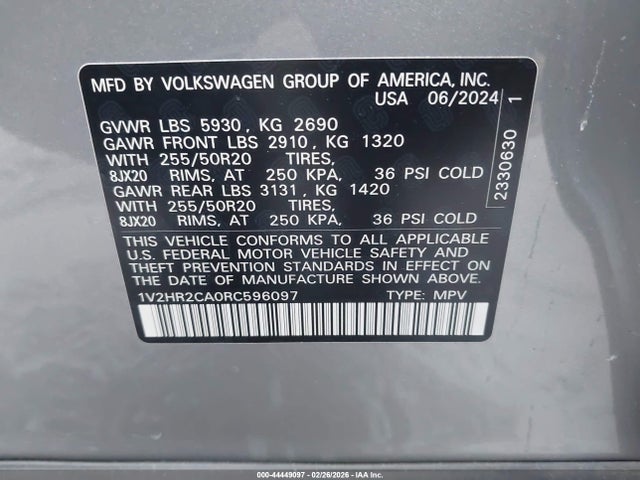 MFD BY VOLKSWAGEN GROUP OF AMERICA, INC.
USA 06/2024
GVWR LBS 5930, KG 2690
GAWR FRONT LBS 2910, KG 1320
WITH 255/50R20 TIRES,
8JX20 RIMS, AT 250 KPA, 36 PSI COLD
GAWR REAR LBS 3131, KG 1420
WITH 255/50R20 TIRES,
8JX20 RIMS, AT 250 KPA, 36 PSI COLD
THIS VEHICLE CONFORMS TO ALL APPLICABLE
U.S. FEDERAL MOTOR VEHICLE SAFETY AND
THEFT PREVENTION STANDARDS IN EFFECT ON
THE DATE OF MANUFACTURE SHOWN ABOVE.
1V2HR2CA0RC596097 TYPE: MPV
2330630 1
000-44449097 - 02/26/2026 - IAA Inc.